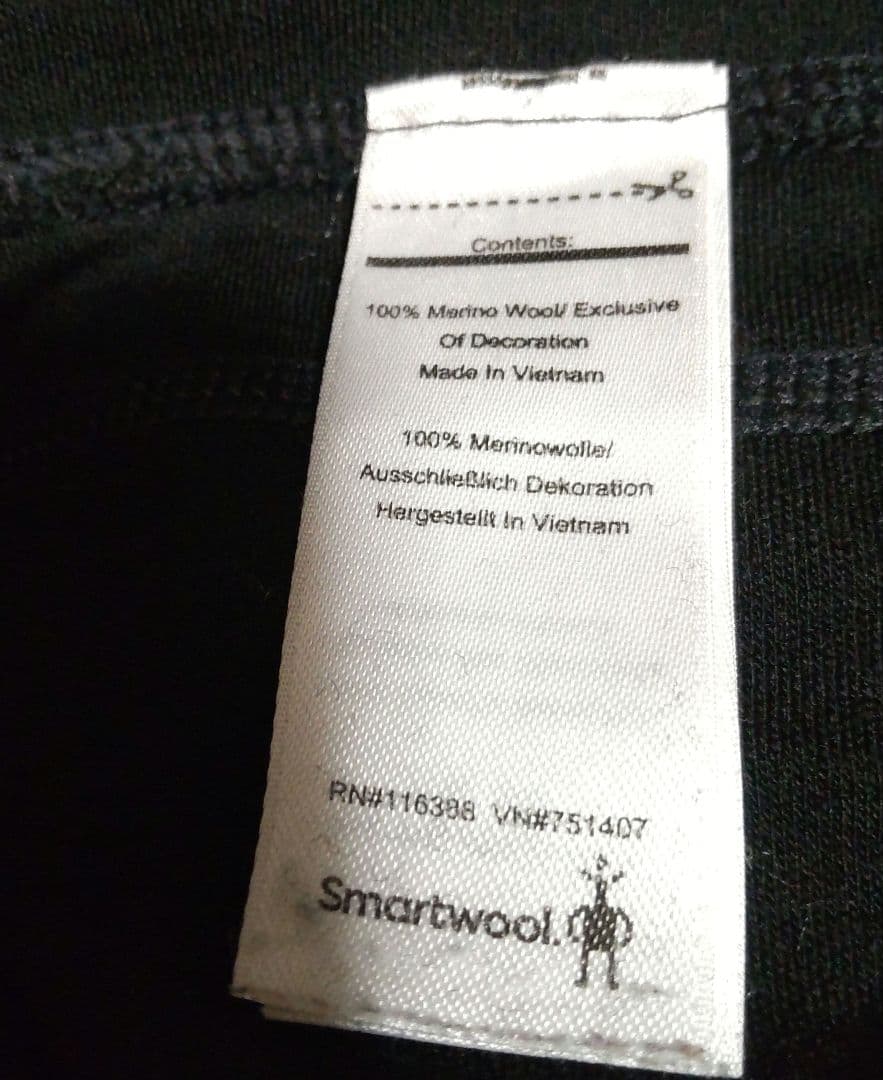 Contents:
100% Merino Wool/ Exclusive
Of Decoration
Made In Vietnam
100% Merinowolle/
Ausschließlich Dekoration
Hergestellt In Vietnam
RN#116388 VN#751407
Smartwool.